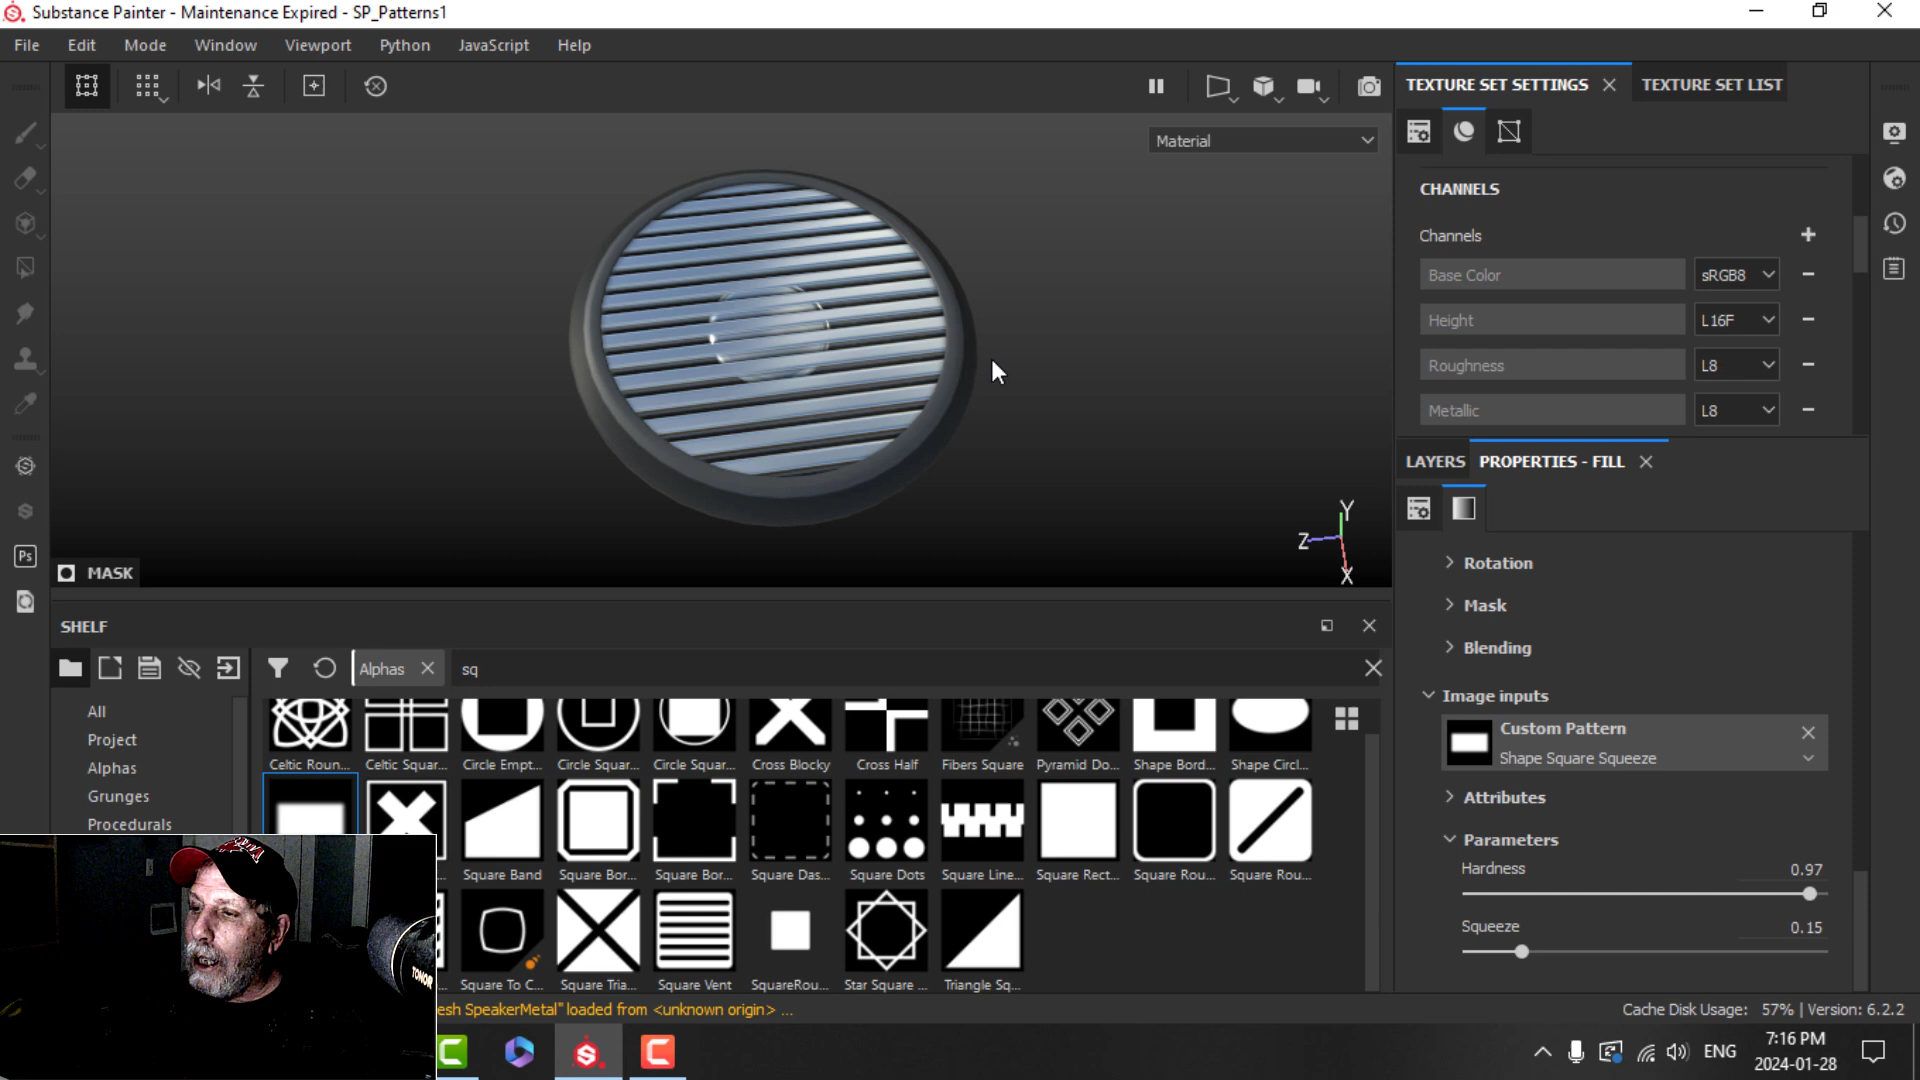 Substance Painter - Maintenance Expired - SP_Patterns1
File Edit Mode Window Viewport Python JavaScript Help
TEXTURE SET SETTINGS TEXTURE SET LIST
Material
CHANNELS
Channels
Base Color sRGB8
Height L16F
Roughness L8
Metallic L8
LAYERS PROPERTIES - FILL
Y
Z
X
MASK
Rotation
Mask
Blending
Image inputs
Custom Pattern
Shape Square Squeeze
Attributes
Parameters
Hardness 0.97
Squeeze 0.15
SHELF
Alphas sq
All
Project
Alphas
Grunges
Procedurals
Celtic Roun... Celtic Squar... Circle Empt... Circle Squar... Circle Squar... Cross Blocky Cross Half Fibers Square Pyramid Do... Shape Bord... Shape Circl...
Square Band Square Bor... Square Bor... Square Das... Square Dots Square Line... Square Rect... Square Rou... Square Rou...
Square To C... Square Tria... Square Vent SquareRou... Star Square ... Triangle Sq...
esh SpeakerMetal" loaded from <unknown origin> ...
Cache Disk Usage: 57% | Version: 6.2.2
Ps
TONOR
ENG
7:16 PM
2024-01-28